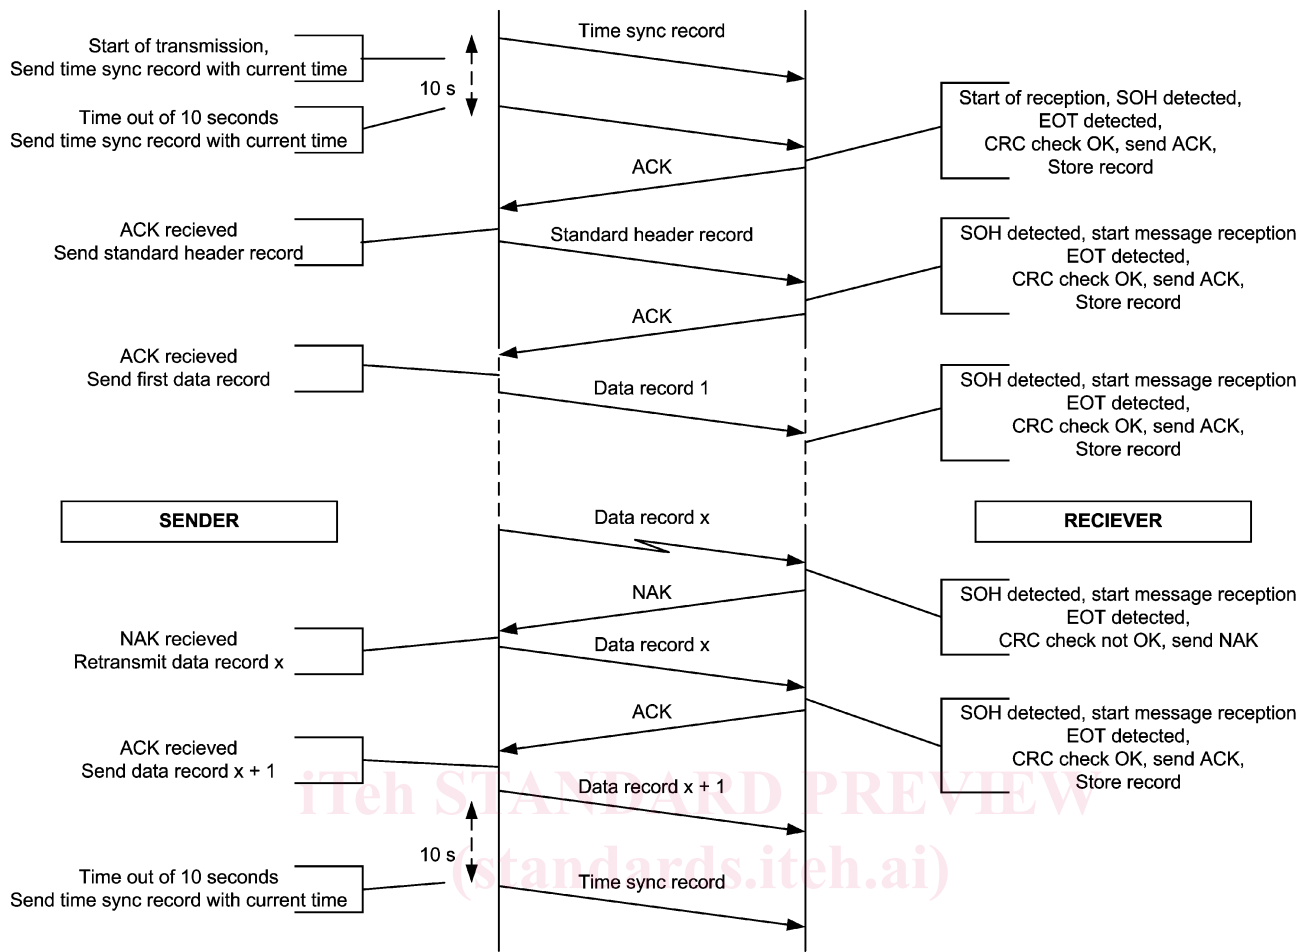 Time sync record
Start of transmission,
Send time sync record with current time
10 s
Time out of 10 seconds
Send time sync record with current time
Start of reception, SOH detected,
EOT detected,
CRC check OK, send ACK,
Store record
ACK
ACK recieved
Send standard header record
Standard header record
SOH detected, start message reception
EOT detected,
CRC check OK, send ACK,
Store record
ACK
ACK recieved
Send first data record
Data record 1
SOH detected, start message reception
EOT detected,
CRC check OK, send ACK,
Store record
SENDER
Data record x
RECIEVER
NAK
SOH detected, start message reception
EOT detected,
CRC check not OK, send NAK
NAK recieved
Retransmit data record x
Data record x
ACK
SOH detected, start message reception
EOT detected,
CRC check OK, send ACK,
Store record
ACK recieved
Send data record x + 1
Data record x + 1
iTeh STANDARD PREVIEW
(standards.iteh.ai)
10 s
Time out of 10 seconds
Send time sync record with current time
Time sync record